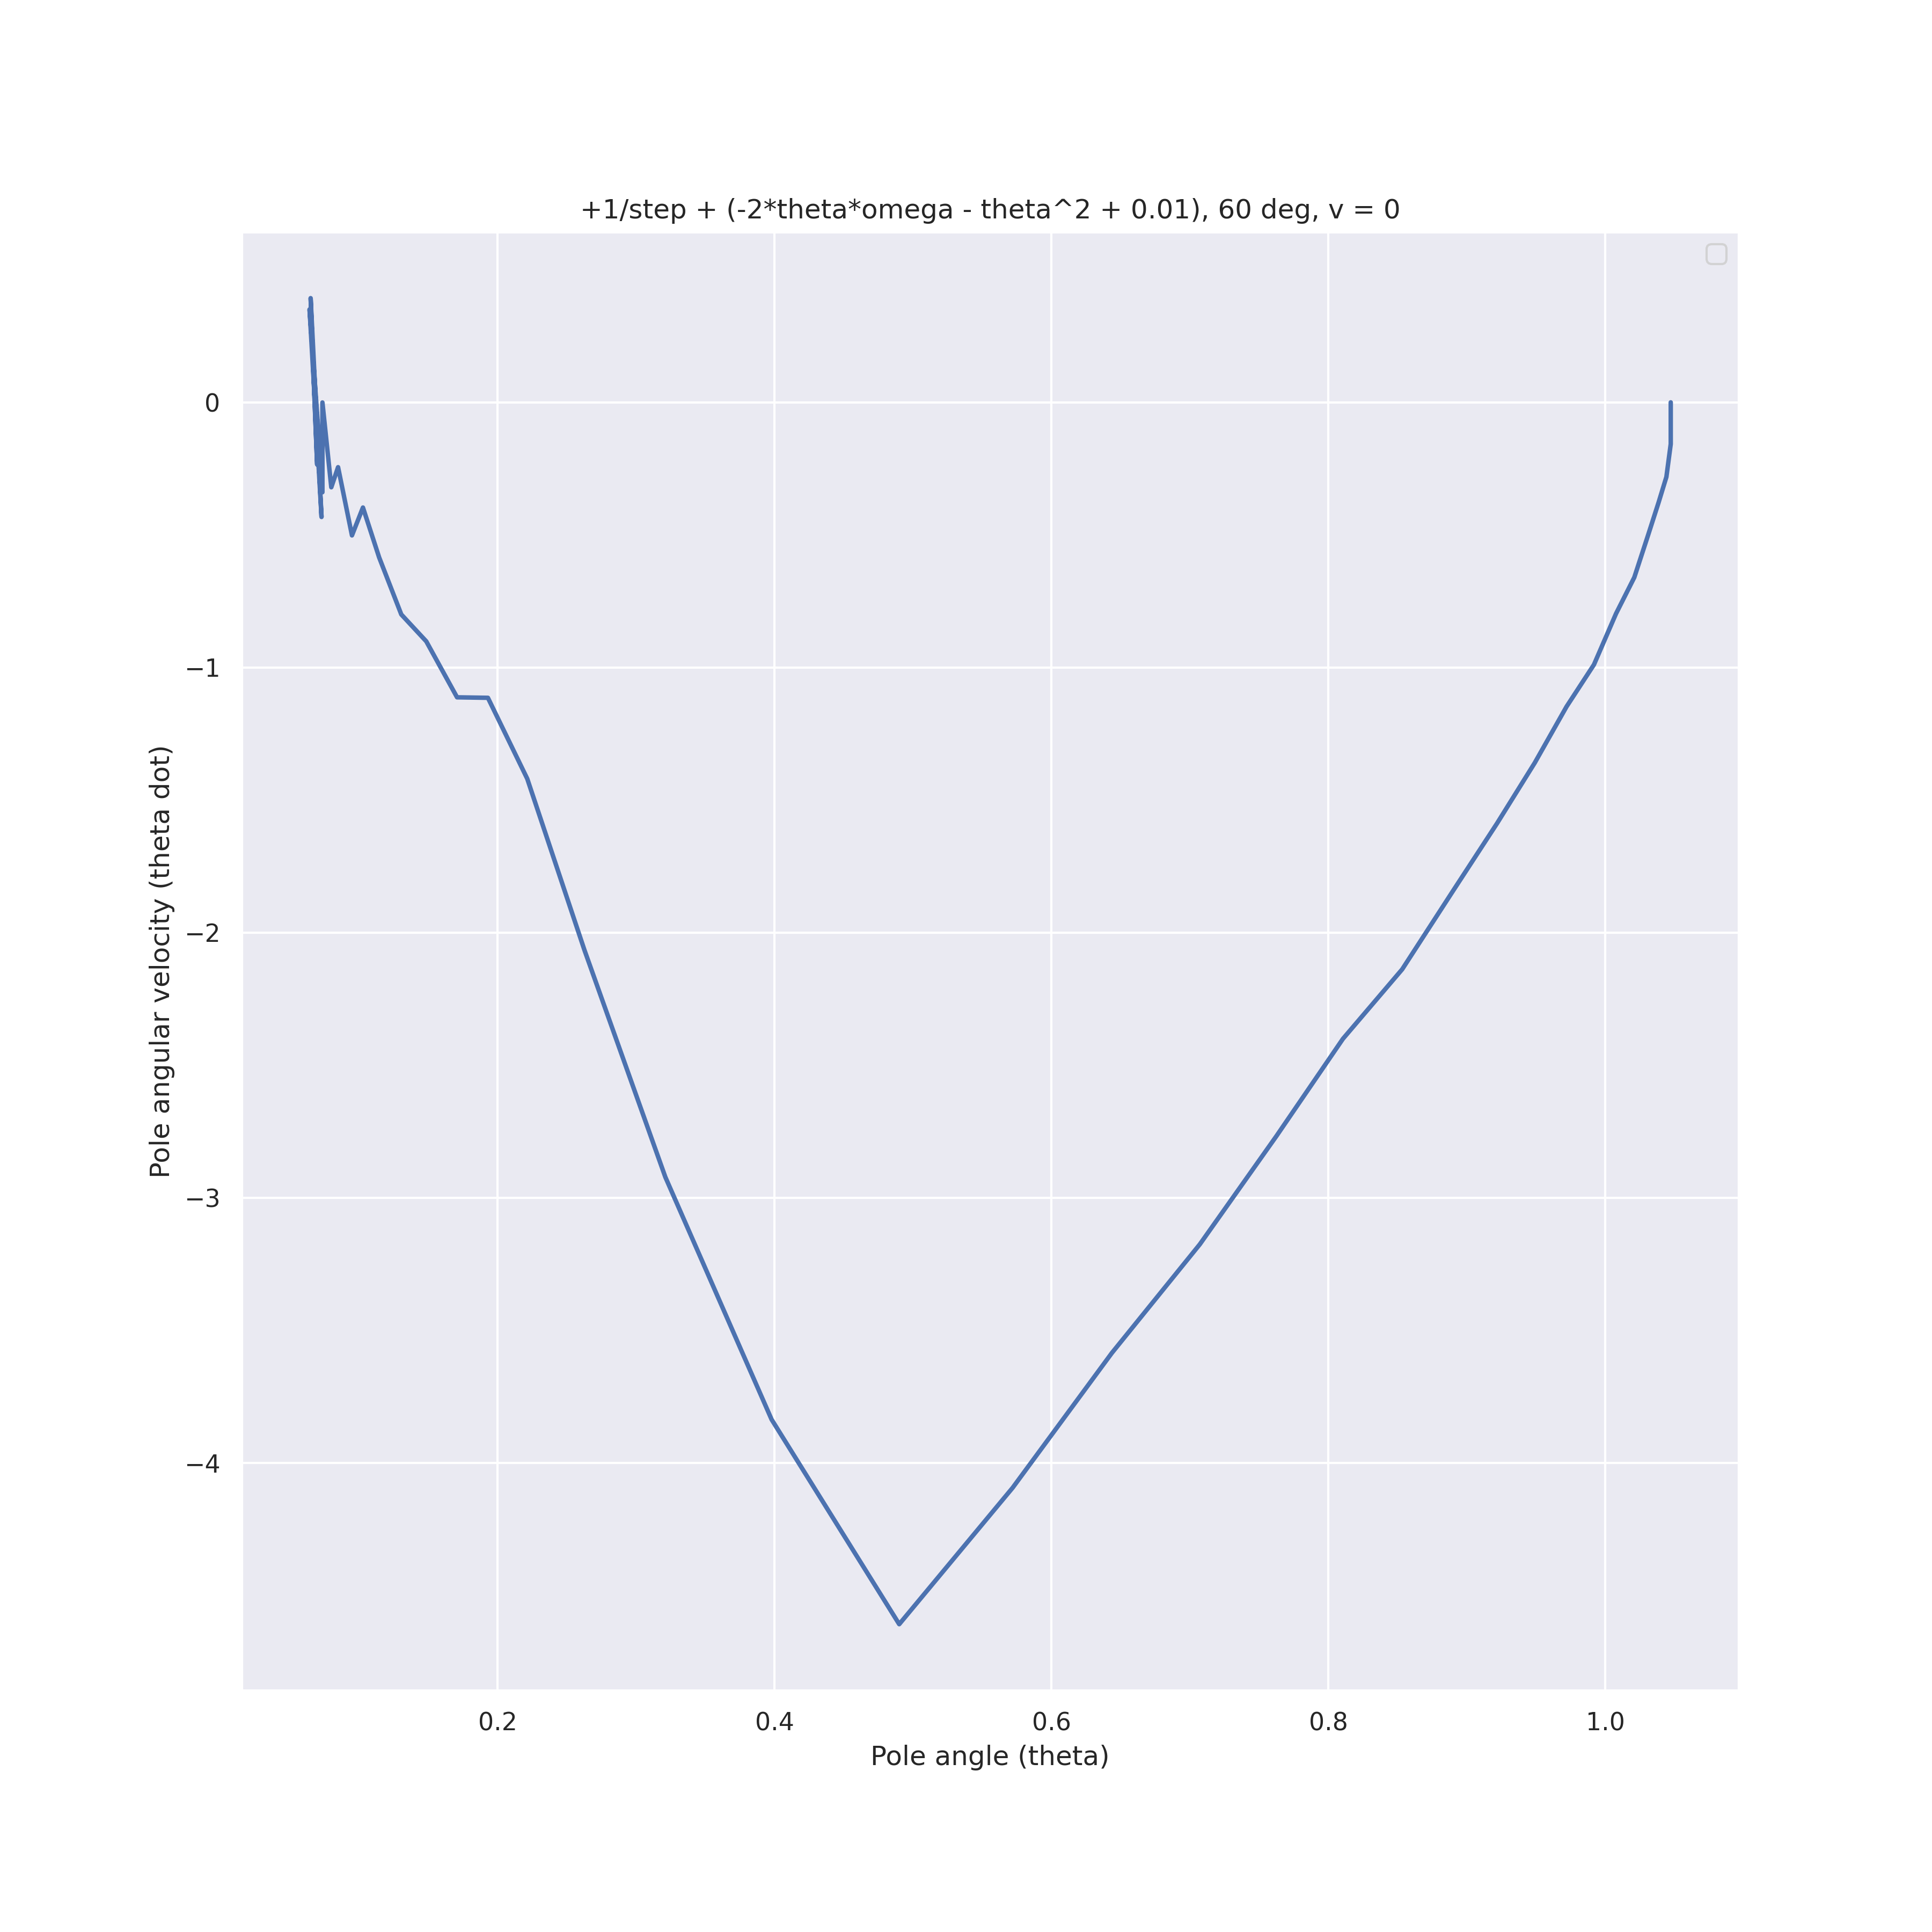 +1/step + (-2*theta*omega - theta^2 + 0.01), 60 deg, v = 0
0
−1
−2
−3
−4
Pole angular velocity (theta dot)
0.2 0.4 0.6 0.8 1.0
Pole angle (theta)